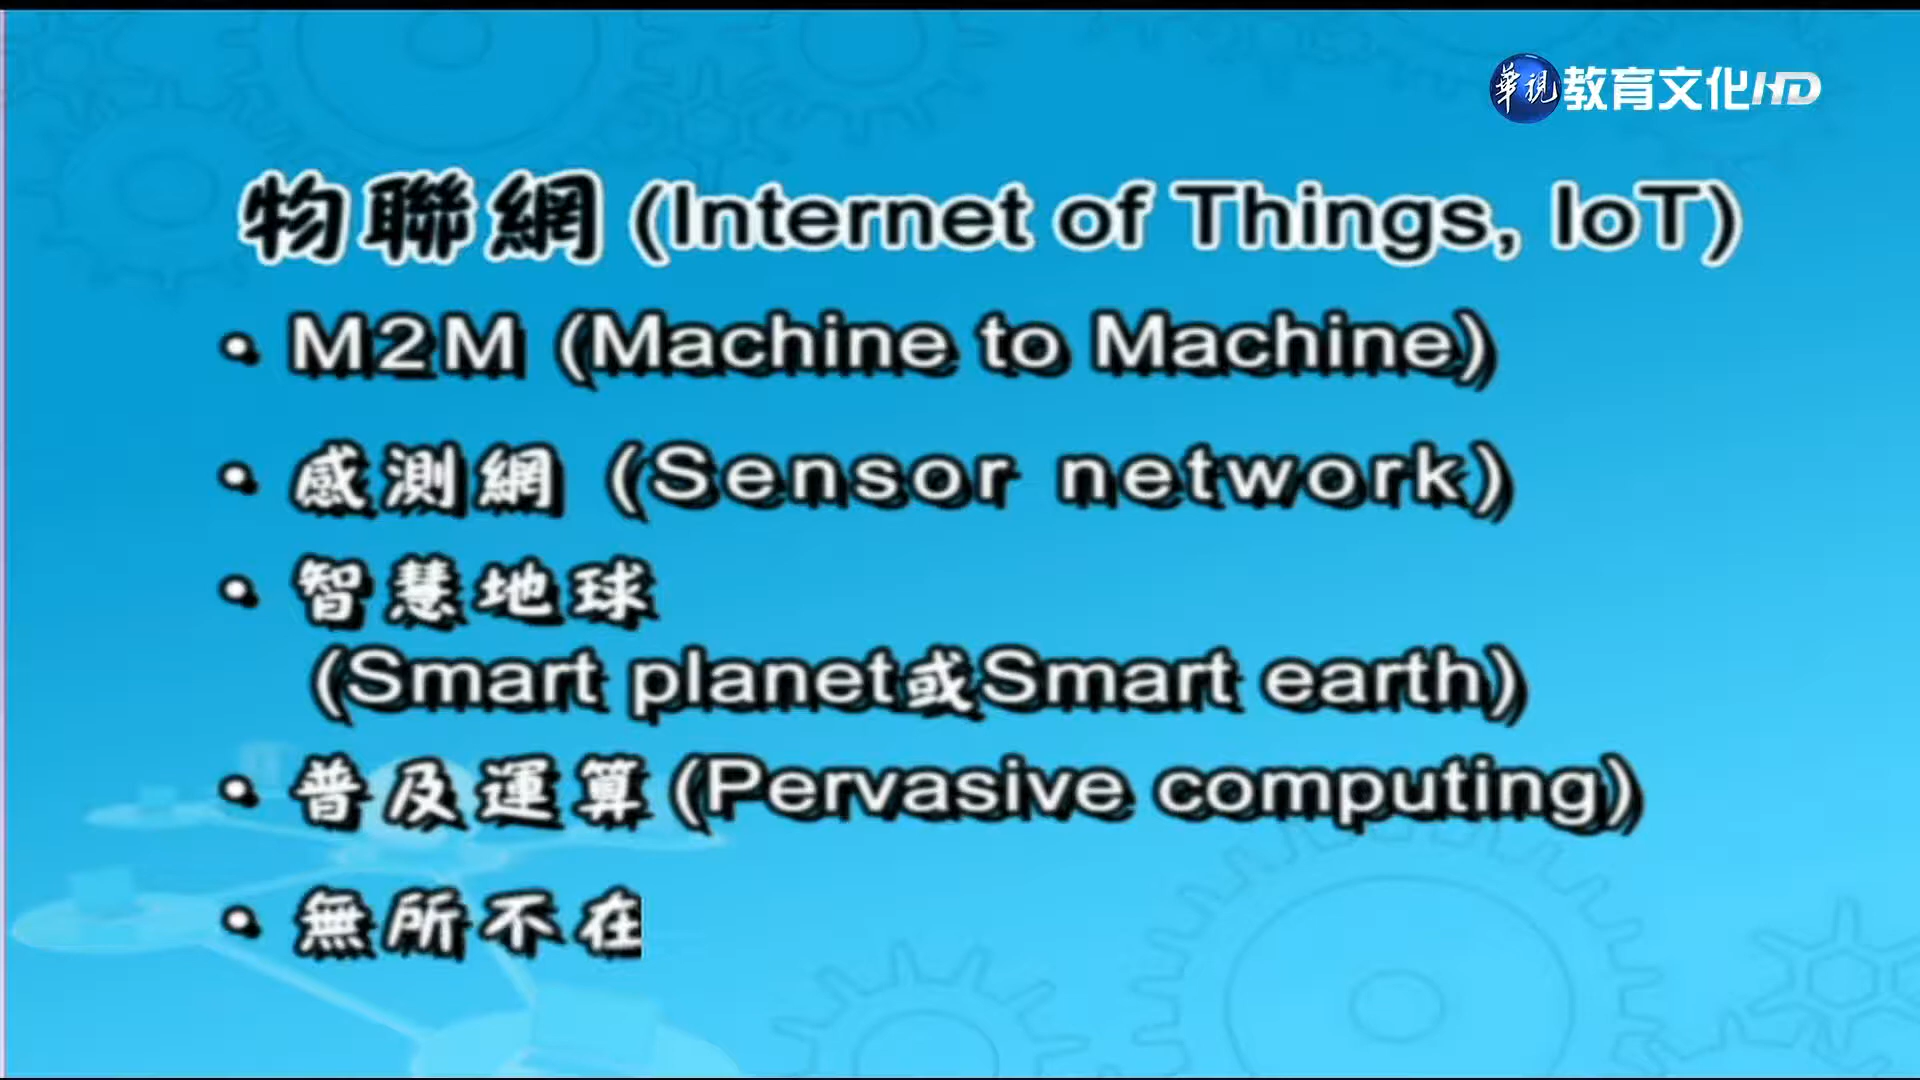 華視 教育文化HD
物聯網 (Internet of Things, IoT)
• M2M (Machine to Machine)
• 感測網 (Sensor network)
• 智慧地球
(Smart planet或Smart earth)
• 普及運算 (Pervasive computing)
• 無所不在